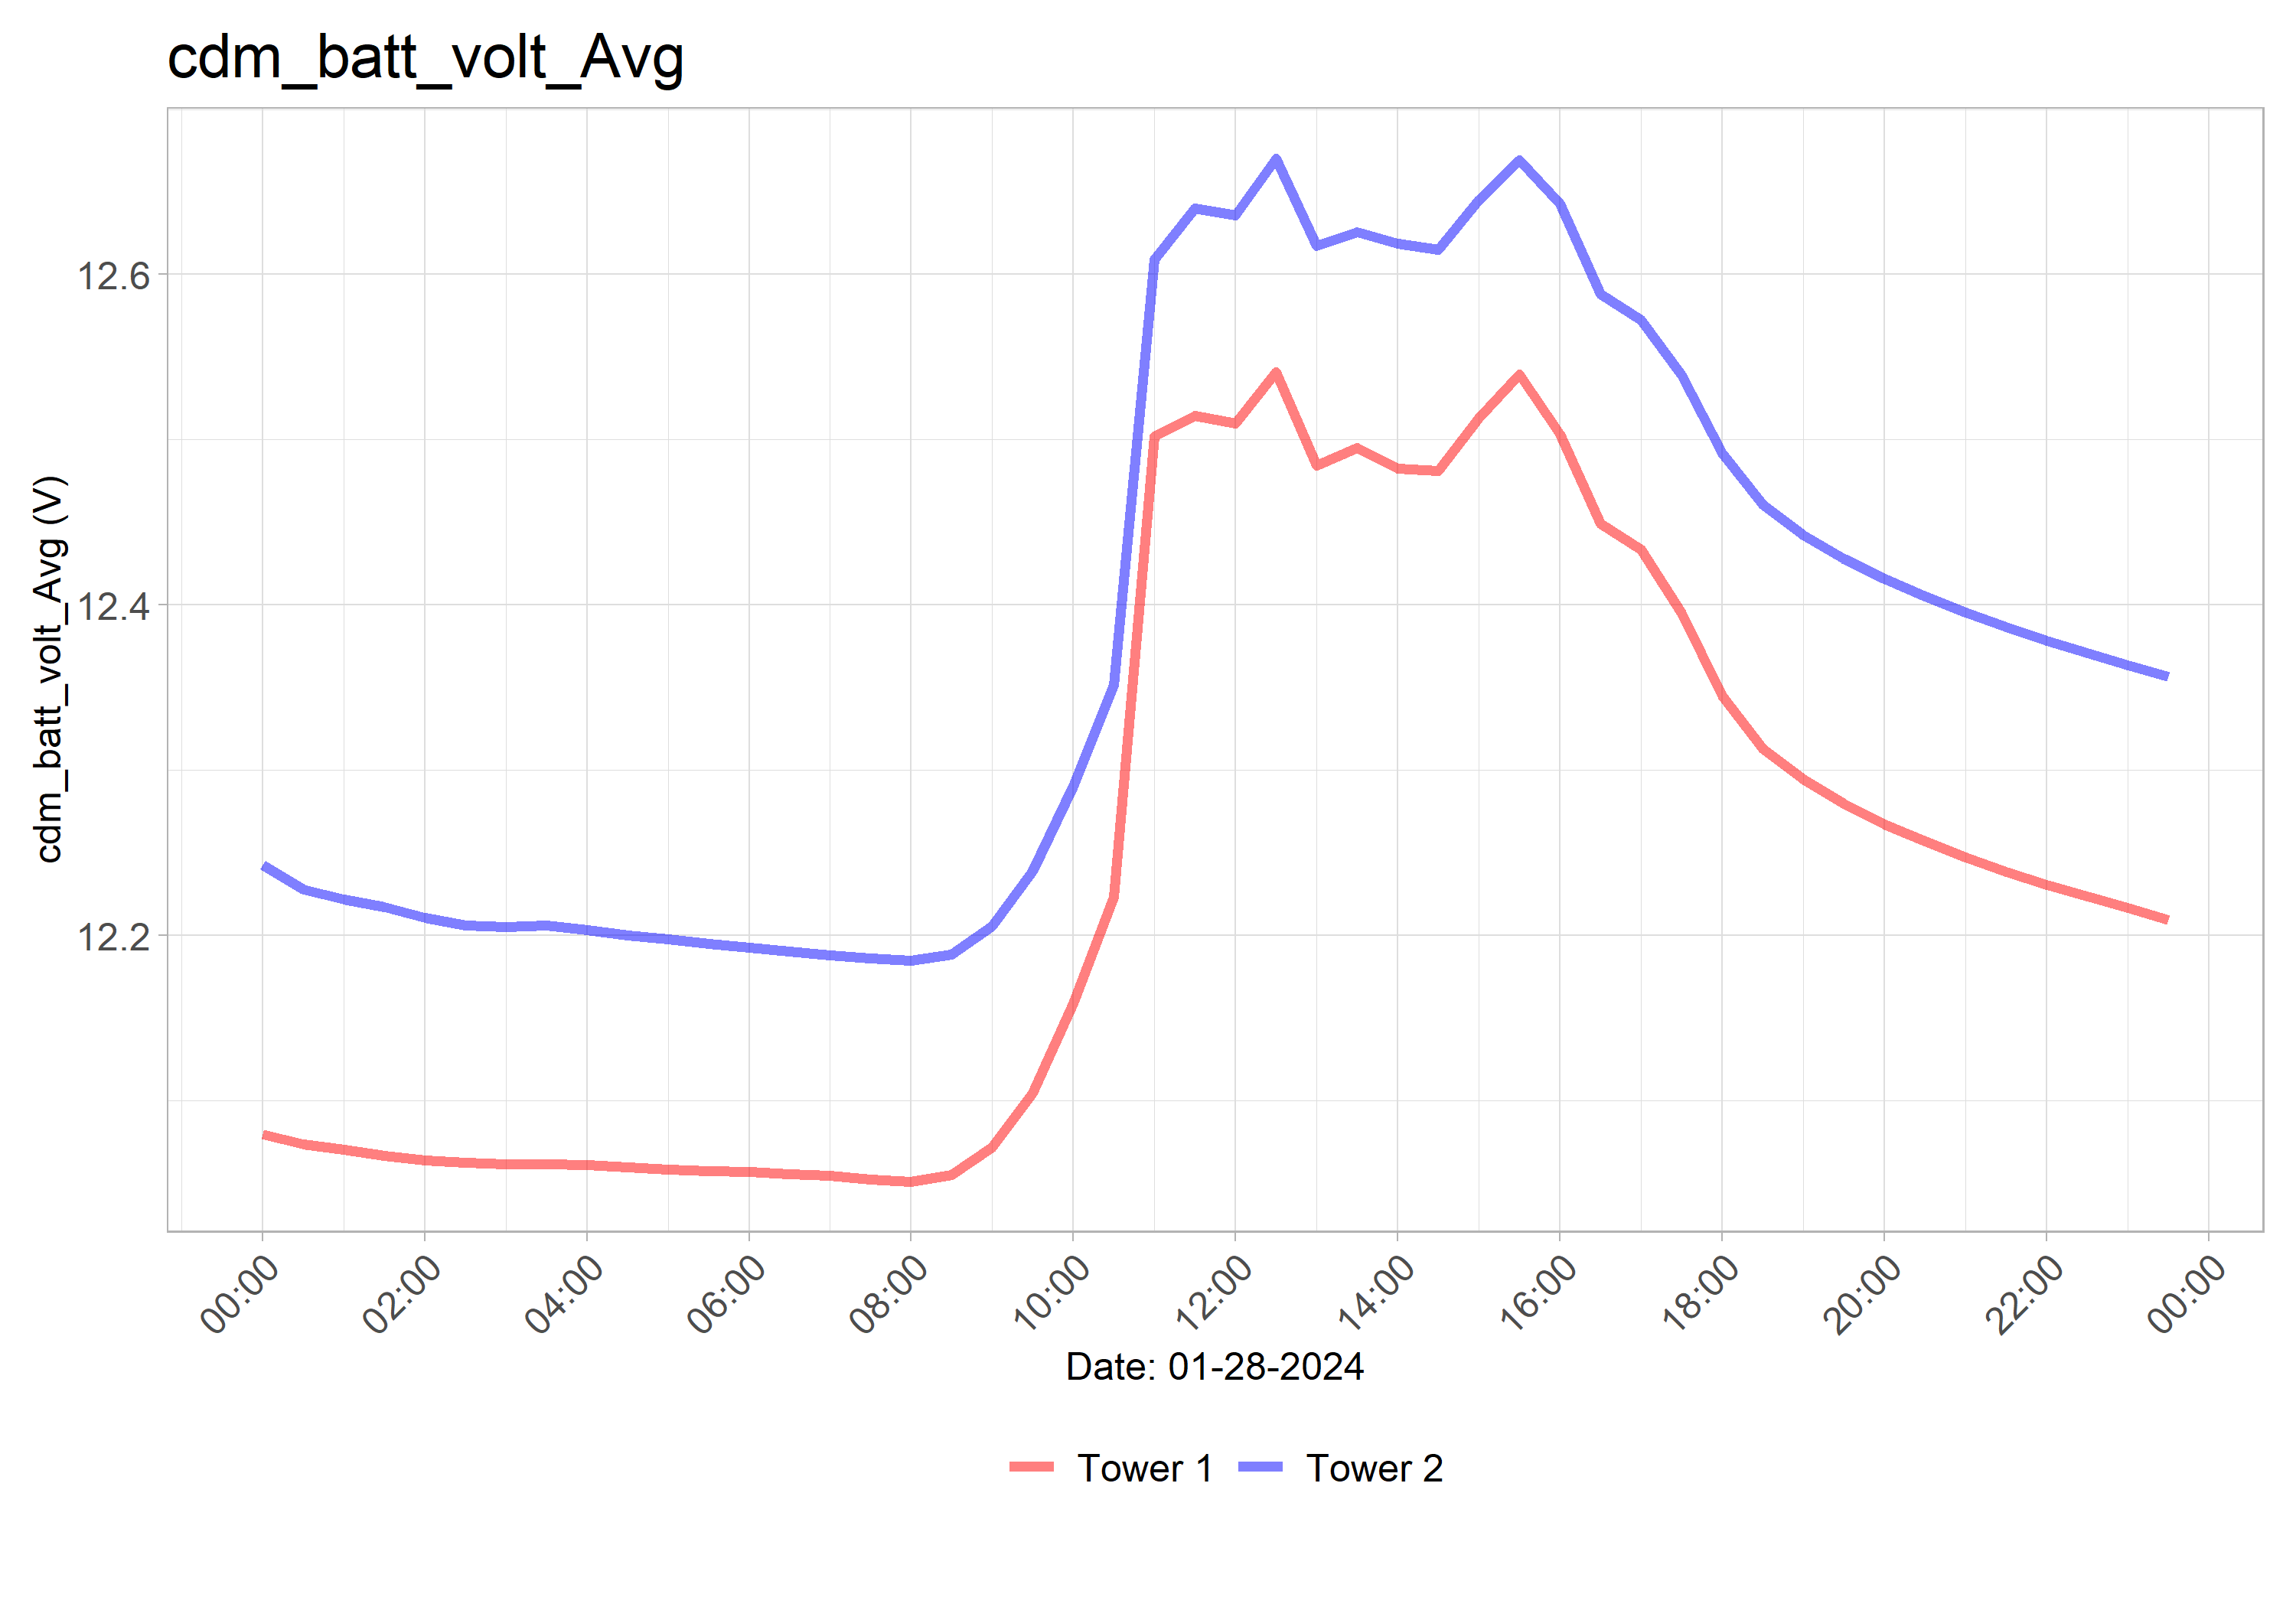 cdm_batt_volt_Avg
cdm_batt_volt_Avg (V)
12.6
12.4
12.2
00:00 02:00 04:00 06:00 08:00 10:00 12:00 14:00 16:00 18:00 20:00 22:00 00:00
Date: 01-28-2024
Tower 1 Tower 2